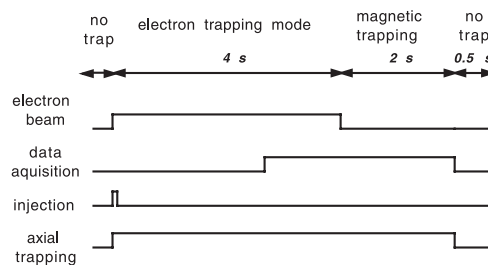 no trap
electron trapping mode
magnetic trapping
no trap
4 s
2 s
0.5 s
electron beam
data aquisition
injection
axial trapping